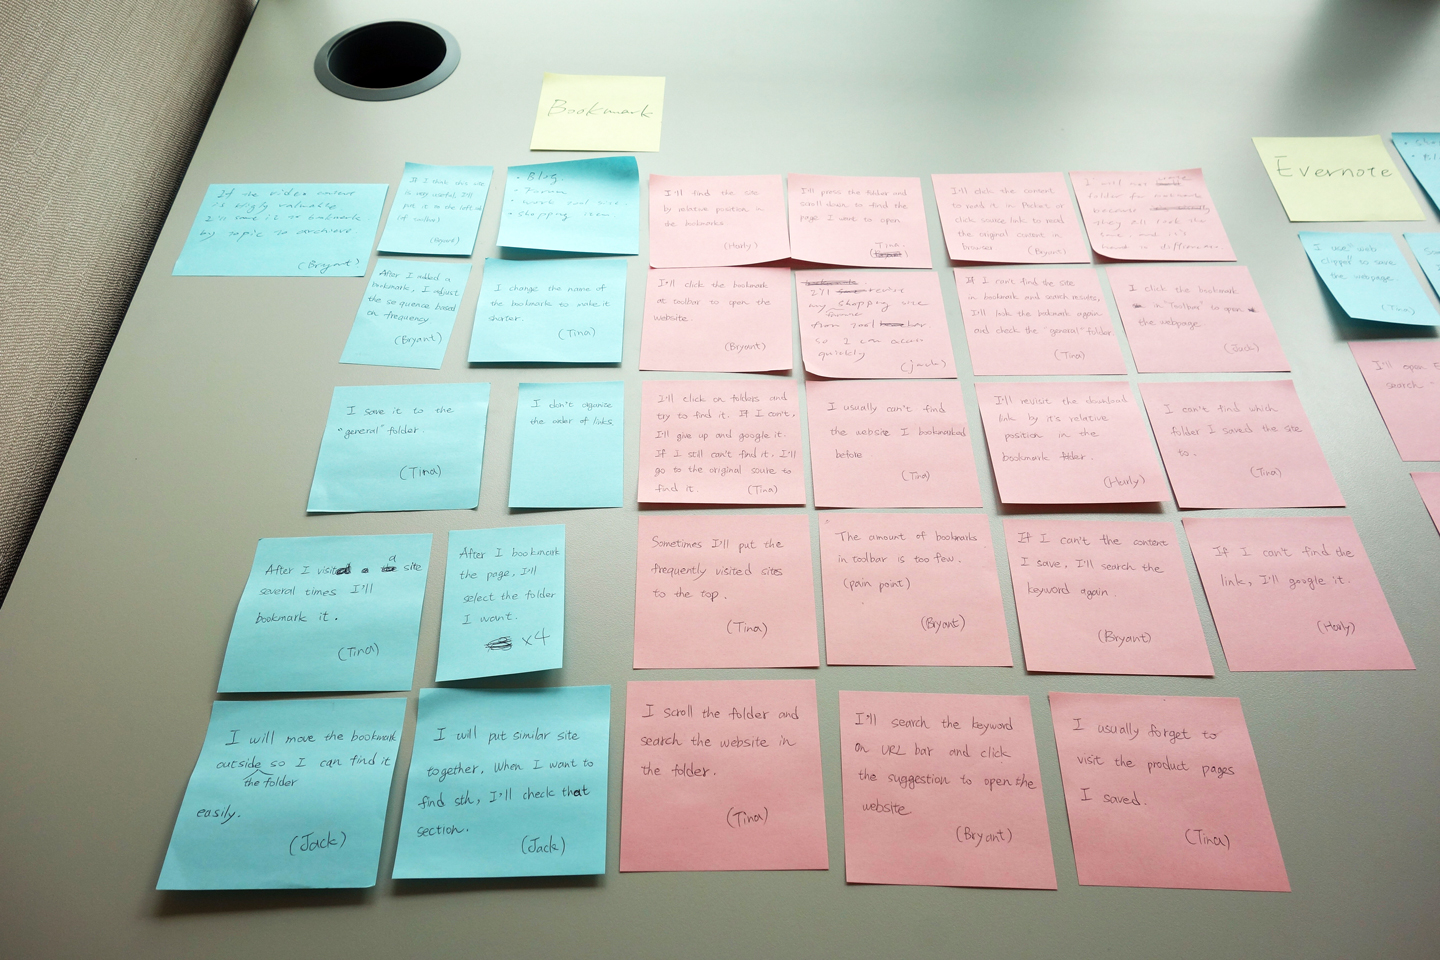 Bookmark
Evernote
If the video content
is highly valuable
I'll save it to bookmark
by topic to archive.
(Bryant)
If I think this site
is very useful, I'll
put it to the left of
(Bryant)
• Blog.
• Forum
• work tool site.
• shopping item.
I'll find the site
by relative position in
the bookmarks.
(Harly)
I'll press the folder and
scroll down to find the
page I want to open
Tina.
I'll click the content
to read it in Pocket or
click source link to read
the original content in
browser
(Bryant)
I will not
folder for
because
they all look the
same, and it's
hard to differentiate.
After I added a
bookmark, I adjust
the sequence based
on frequency
(Bryant)
I change the name of
the bookmark to make it
shorter.
(Tina)
I'll click the bookmark
at toolbar to open the
website.
(Bryant)
I'll revisit
my shopping site
from tool bar.
so I can access
quickly
(jack)
If I can't find the site
in bookmark and search results,
I'll look the bookmark again
and check the "general" folder
(Tina)
I click the bookmark
in "Toolbar" to open
the webpage.
(Jack)
I use web
clipper to save
the webpage.
(Tina)
I save it to the
"general" folder.
(Tina)
I don't organize
the order of links
I'll click on folders and
try to find it. If I can't,
I'll give up and google it.
If I still can't find it, I'll
go to the original soure to
find it. (Tina)
I usually can't find
the website I bookmarked
before
(Tina)
I'll revisit the download
link by it's relative
position in the
bookmark
(Harly)
I can't find which
folder I saved the site
to.
(Tina)
I'll open E
search
After I visit a site
several times I'll
bookmark it.
(Tina)
After I bookmark
the page, I'll
select the folder
I want.
x4
Sometimes I'll put the
frequently visited sites
to the top.
(Tina)
The amount of bookmarks
in toolbar is too few.
(pain point)
(Bryant)
If I can't the content
I save, I'll search the
keyword again.
(Bryant)
If I can't find the
link, I'll google it.
(Harly)
I will move the bookmark
outside the folder so I can find it
easily.
(Jack)
I will put similar site
together. When I want to
find sth, I'll check that
section.
(Jack)
I scroll the folder and
search the website in
the folder.
(Tina)
I'll search the keyword
on URL bar and click
the suggestion to open the
website
(Bryant)
I usually forget to
visit the product pages
I saved.
(Tina)